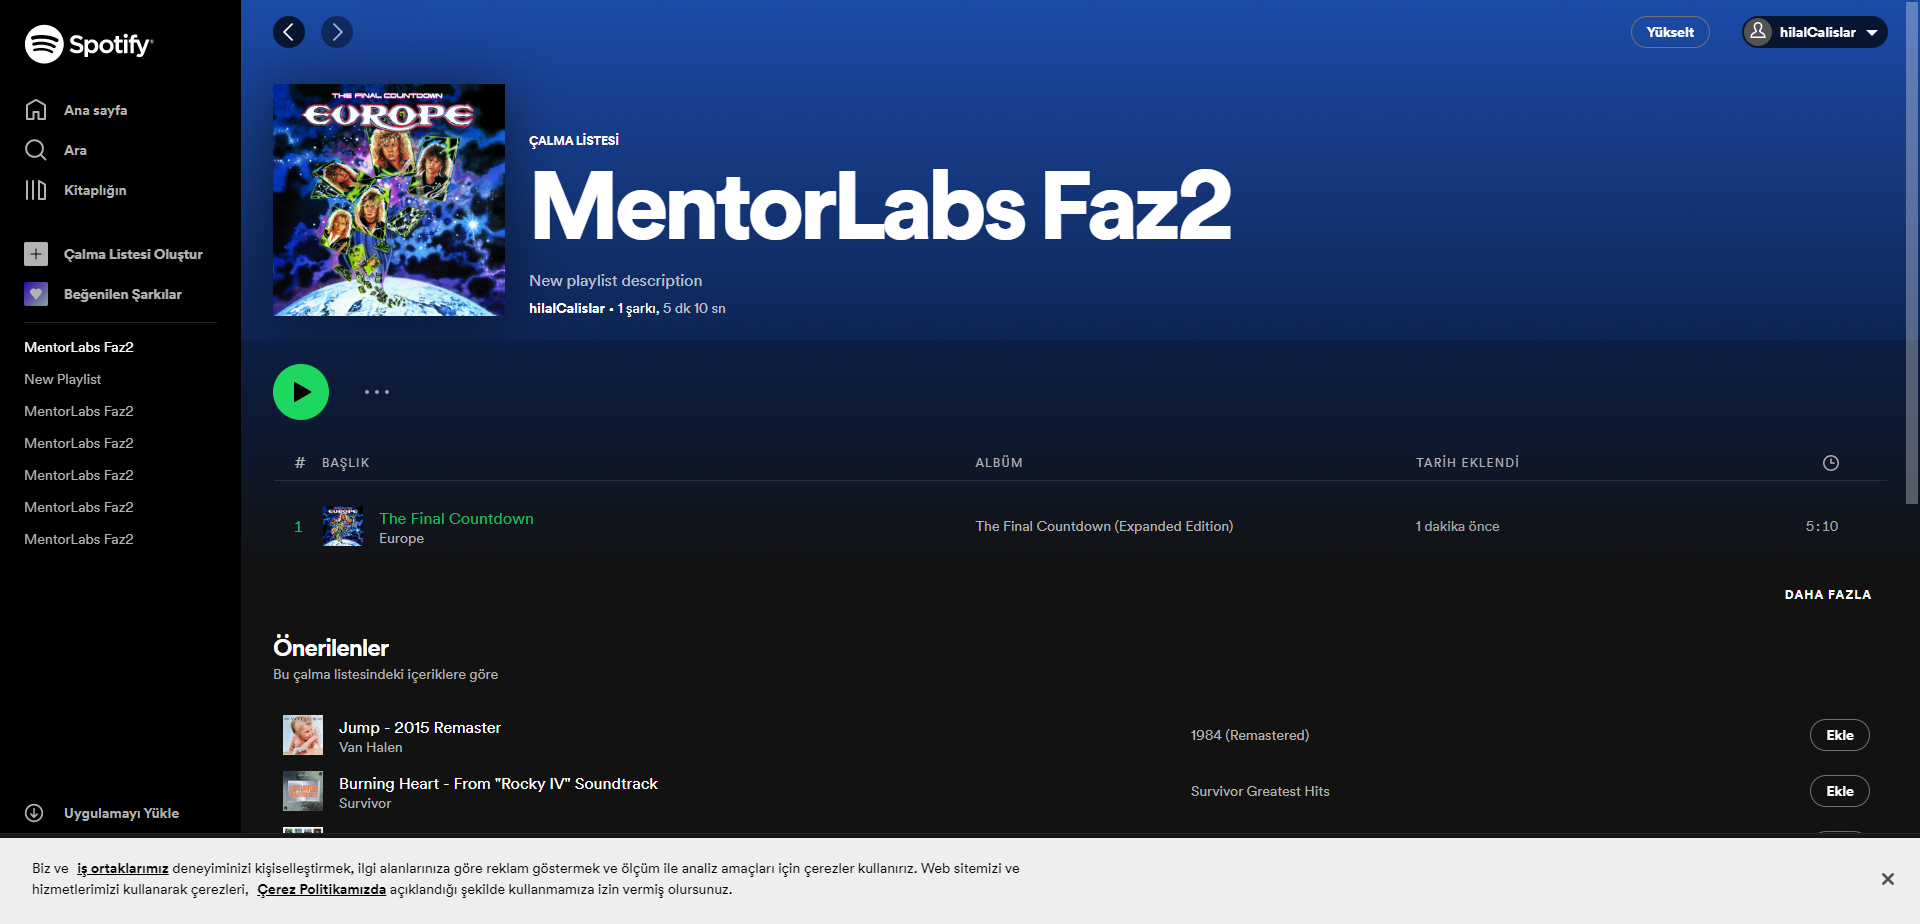 Spotify
Ana sayfa
Ara
Kitaplığın
Çalma Listesi Oluştur
Beğenilen Şarkılar
MentorLabs Faz2
New Playlist
MentorLabs Faz2
MentorLabs Faz2
MentorLabs Faz2
MentorLabs Faz2
MentorLabs Faz2
Uygulamayı Yükle
Yükselt
hilalCalislar
THE FINAL COUNTDOWN
EUROPE
ÇALMA LİSTESİ
MentorLabs Faz2
New playlist description
hilalCalislar • 1 şarkı, 5 dk 10 sn
# BAŞLIK ALBÜM TARİH EKLENDİ
1 The Final Countdown The Final Countdown (Expanded Edition) 1 dakika önce 5:10
EUROPE
Europe
DAHA FAZLA
Önerilenler
Bu çalma listesindeki içeriklere göre
Jump - 2015 Remaster 1984 (Remastered) Ekle
Van Halen
Burning Heart - From "Rocky IV" Soundtrack Survivor Greatest Hits Ekle
Survivor
Biz ve iş ortaklarımız deneyiminizi kişiselleştirmek, ilgi alanlarınıza göre reklam göstermek ve ölçüm ile analiz amaçları için çerezler kullanırız. Web sitemizi ve
hizmetlerimizi kullanarak çerezleri, Çerez Politikamızda açıklandığı şekilde kullanmamıza izin vermiş olursunuz.